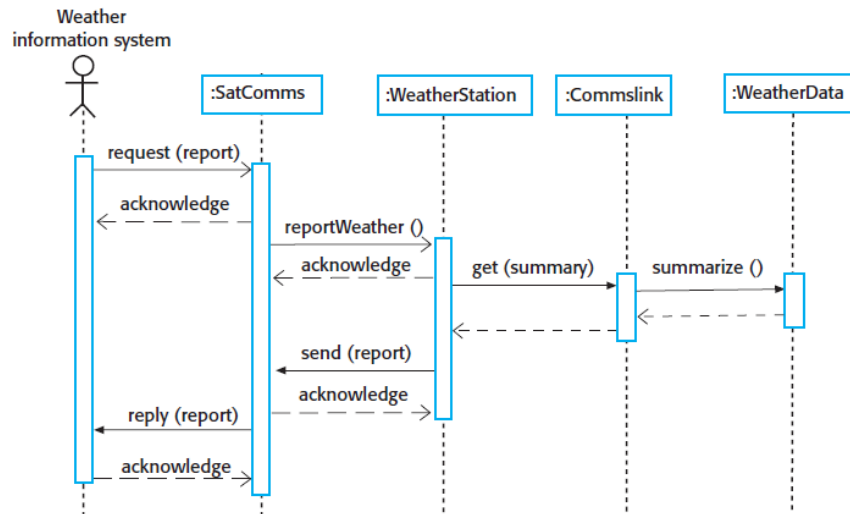 Weather
information system
:SatComms
:WeatherStation
:Commslink
:WeatherData
request (report)
acknowledge
reportWeather ()
acknowledge
get (summary)
summarize ()
send (report)
acknowledge
reply (report)
acknowledge